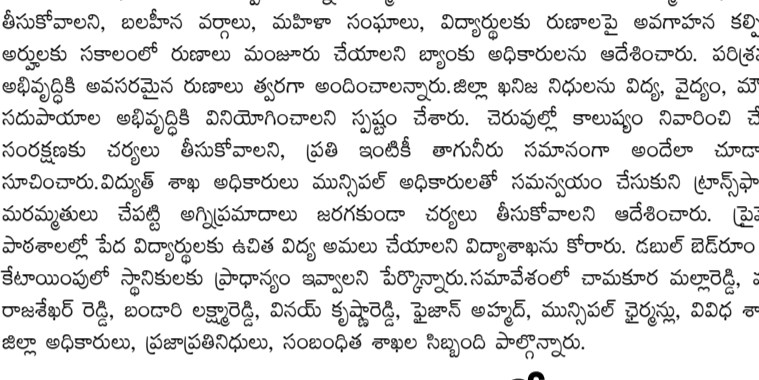 తీసుకోవాలని, బలహీన వర్గాలు, మహిళా సంఘాలు, విద్యార్థులకు రుణాలపై అవగాహన కల్పి
అర్హులకు సకాలంలో రుణాలు మంజూరు చేయాలని బ్యాంకు అధికారులను ఆదేశించారు. పరిశ్ర
అభివృద్ధికి అవసరమైన రుణాలు త్వరగా అందించాలన్నారు.జిల్లా ఖనిజ నిధులను విద్య, వైద్యం, మౌ
సదుపాయాల అభివృద్ధికి వినియోగించాలని స్పష్టం చేశారు. చెరువుల్లో కాలుష్యం నివారించి చే
సంరక్షణకు చర్యలు తీసుకోవాలని, ప్రతి ఇంటికీ తాగునీరు సమానంగా అందేలా చూడా
సూచించారు.విద్యుత్ శాఖ అధికారులు మున్సిపల్ అధికారులతో సమన్వయం చేసుకుని ట్రాన్స్‌ఫా
మరమ్మతులు చేపట్టి అగ్నిప్రమాదాలు జరగకుండా చర్యలు తీసుకోవాలని ఆదేశించారు. ప్రైవే
పాఠశాలల్లో పేద విద్యార్థులకు ఉచిత విద్య అమలు చేయాలని విద్యాశాఖను కోరారు. డబుల్ బెడ్‌రూం
కేటాయింపులో స్థానికులకు ప్రాధాన్యం ఇవ్వాలని పేర్కొన్నారు.సమావేశంలో చామకూర మల్లారెడ్డి,
రాజశేఖర్ రెడ్డి, బండారి లక్ష్మారెడ్డి, వినయ్ కృష్ణారెడ్డి, ఫైజాన్ అహ్మద్, మున్సిపల్ ఛైర్మన్లు, వివిధ శా
జిల్లా అధికారులు, ప్రజాప్రతినిధులు, సంబంధిత శాఖల సిబ్బంది పాల్గొన్నారు.